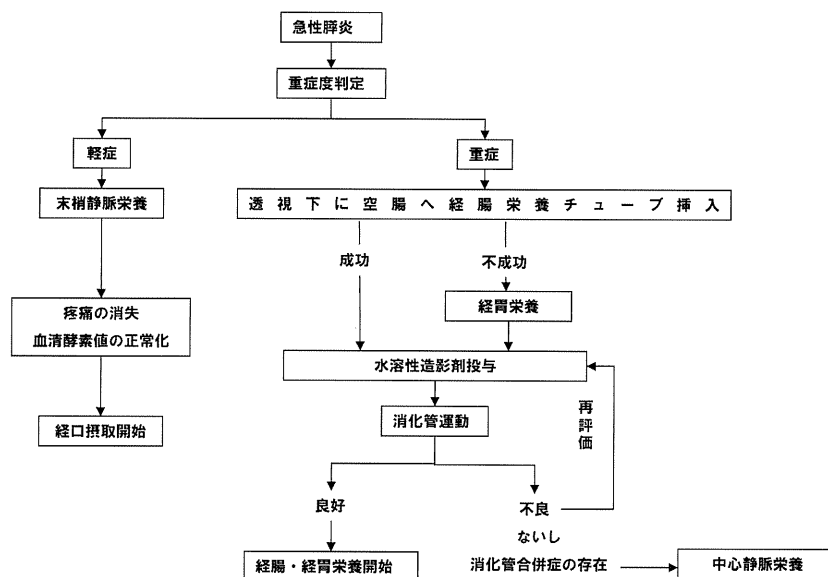 急性膵炎
重症度判定
軽症
重症
末梢静脈栄養
透視下に空腸へ経腸栄養チューブ挿入
成功
不成功
経胃栄養
疼痛の消失
血清酵素値の正常化
水溶性造影剤投与
再評価
消化管運動
経口摂取開始
良好
不良
ないし
消化管合併症の存在
経腸・経胃栄養開始
中心静脈栄養